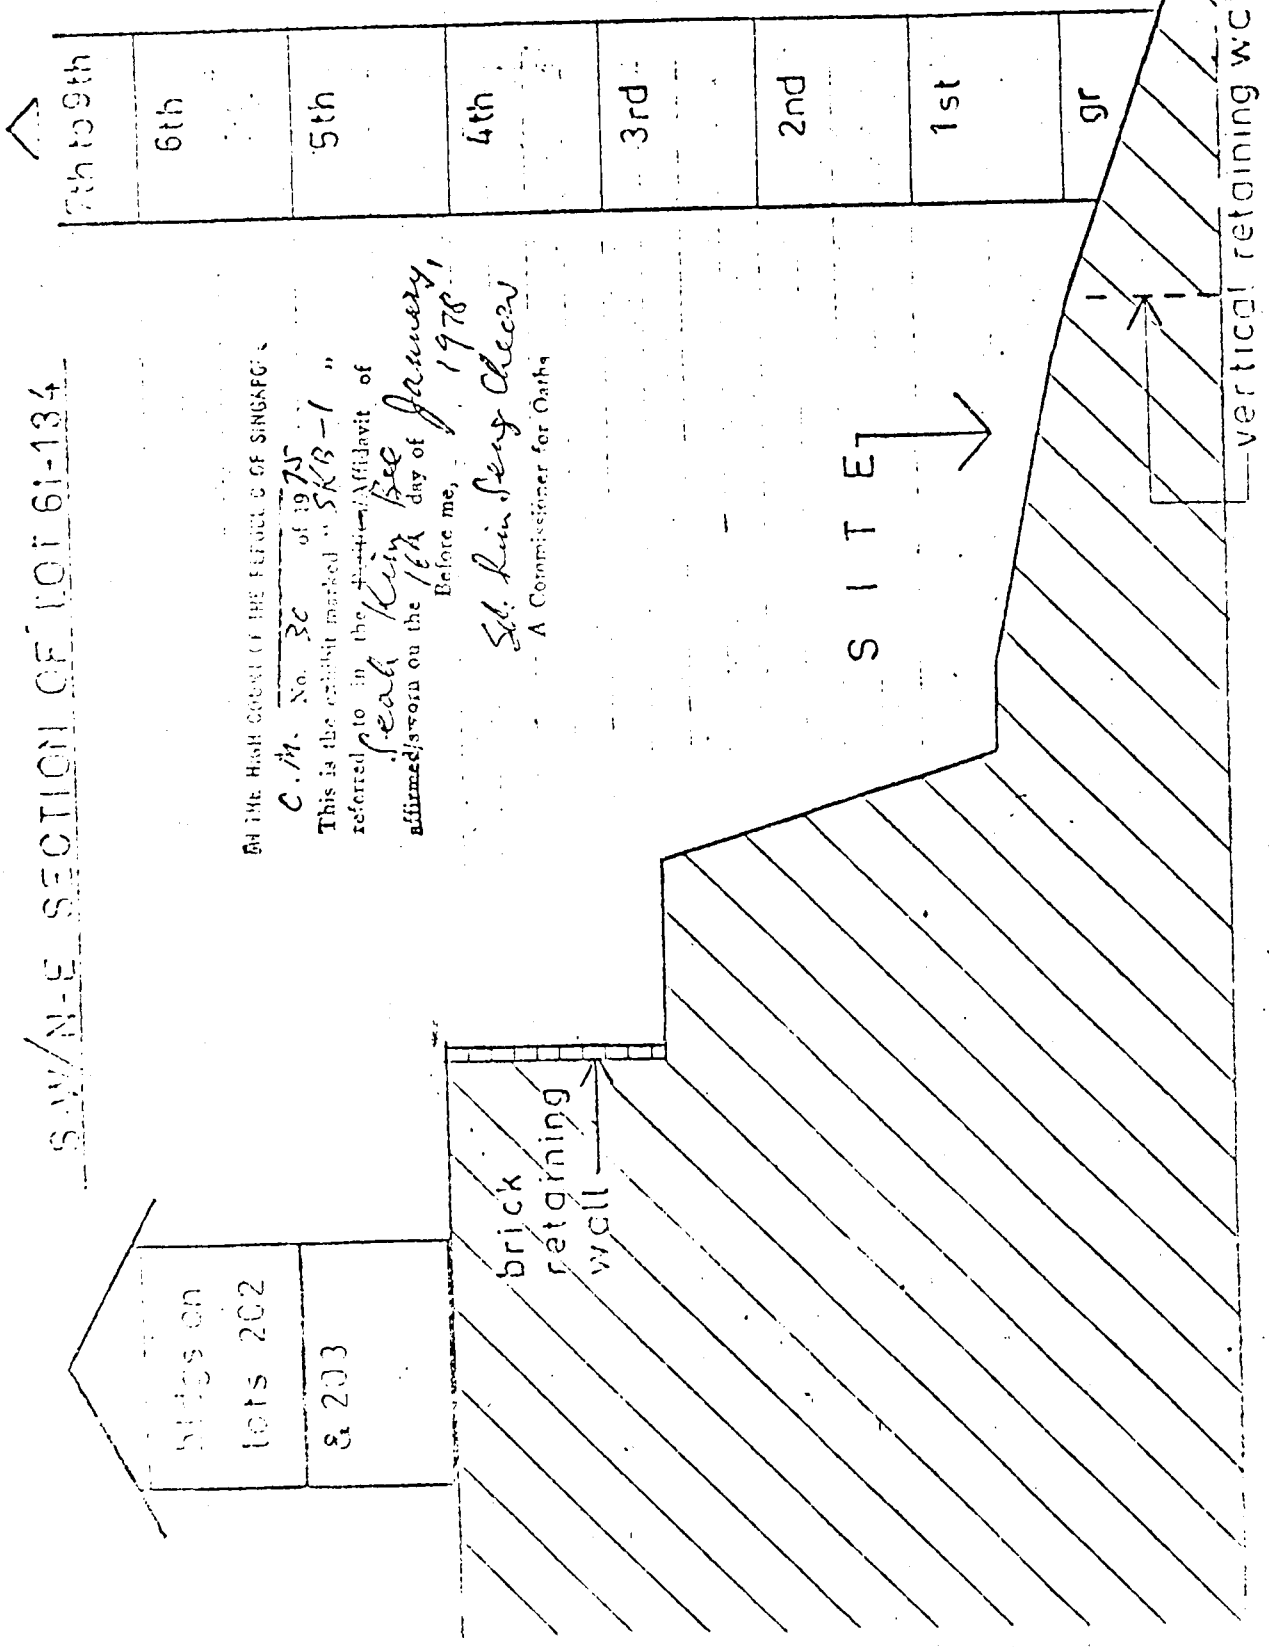 S-W/N-E SECTION OF LOT 61-134
IN THE HIGH COURT OF THE REPUBLIC OF SINGAPORE
C.M. No. 30 of 1975
This is the exhibit marked "SKB-1"
referred to in the Affidavit of
Seah Kim Bee
affirmed/sworn on the 16th day of January,
1978,
Before me,
Sd. Lim Seng Cheow
A Commissioner for Oaths
bldgs on
lots 202
& 203
brick
retaining
wall
SITE
7th to 9th
6th
5th
4th
3rd
2nd
1st
gr
vertical retaining